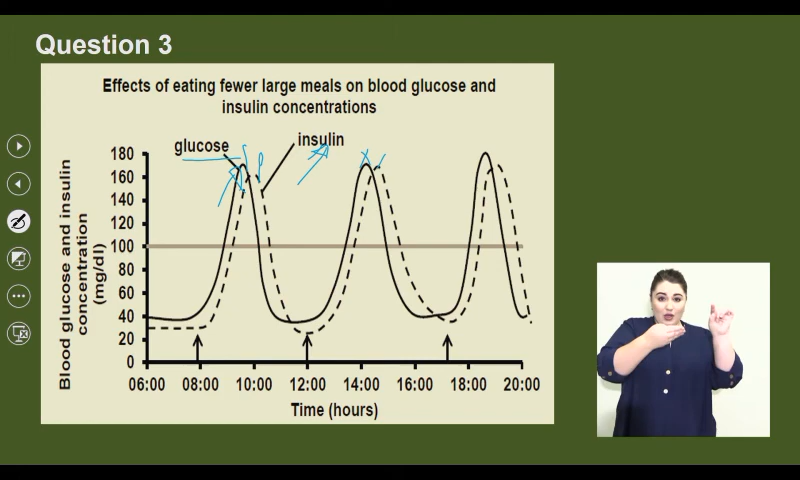 Question 3
Effects of eating fewer large meals on blood glucose and
insulin concentrations
glucose
insulin
Blood glucose and insulin
concentration
(mg/dl)
180
160
140
120
100
80
60
40
20
0
06:00 08:00 10:00 12:00 14:00 16:00 18:00 20:00
Time (hours)